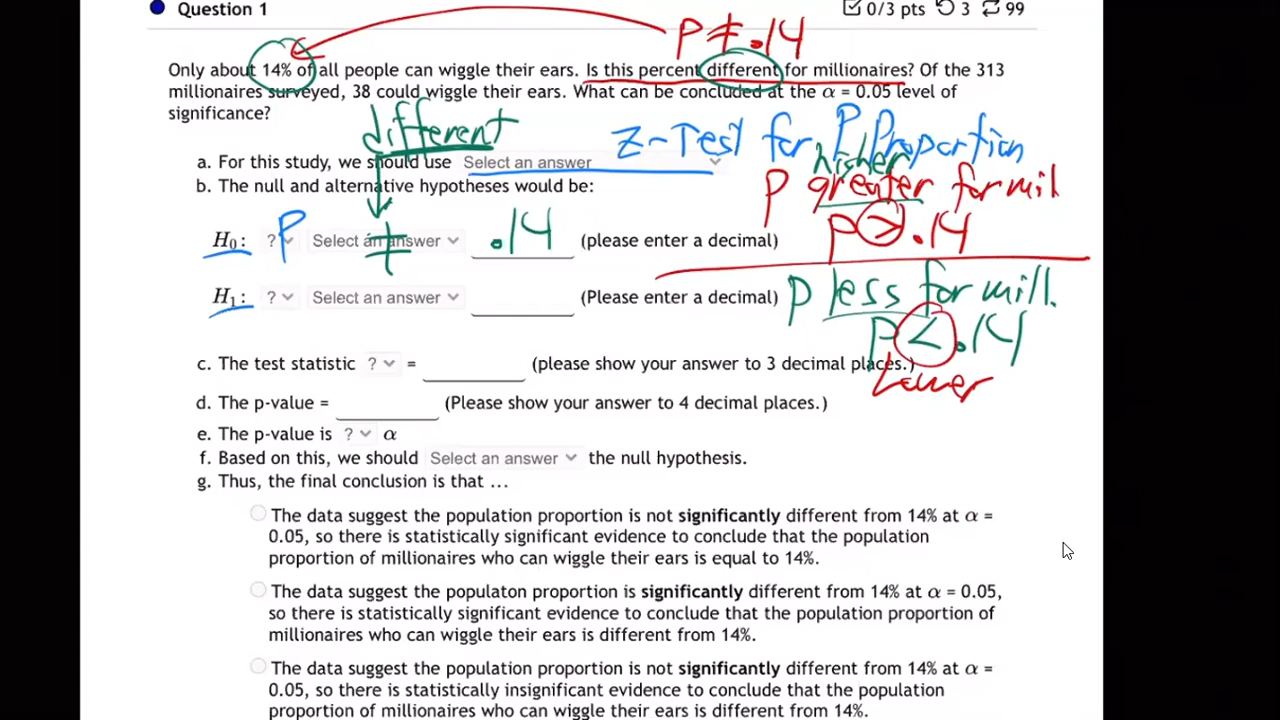 Question 1
0/3 pts 3 99
P ≠ .14
Only about 14% of all people can wiggle their ears. Is this percent different for millionaires? Of the 313
millionaires surveyed, 38 could wiggle their ears. What can be concluded at the α = 0.05 level of
significance?
different
Z-Test for P Proportion
a. For this study, we should use Select an answer
higher
P greater for mil
b. The null and alternative hypotheses would be:
H₀: ? P Select an answer ≠ .14 (please enter a decimal)
P > .14
P less for mill.
H₁: ? Select an answer (Please enter a decimal)
P < .14
c. The test statistic ? = (please show your answer to 3 decimal places.)
Lower
d. The p-value = (Please show your answer to 4 decimal places.)
e. The p-value is ? α
f. Based on this, we should Select an answer the null hypothesis.
g. Thus, the final conclusion is that ...
The data suggest the population proportion is not significantly different from 14% at α =
0.05, so there is statistically significant evidence to conclude that the population
proportion of millionaires who can wiggle their ears is equal to 14%.
The data suggest the populaton proportion is significantly different from 14% at α = 0.05,
so there is statistically significant evidence to conclude that the population proportion of
millionaires who can wiggle their ears is different from 14%.
The data suggest the population proportion is not significantly different from 14% at α =
0.05, so there is statistically insignificant evidence to conclude that the population
proportion of millionaires who can wiggle their ears is different from 14%.